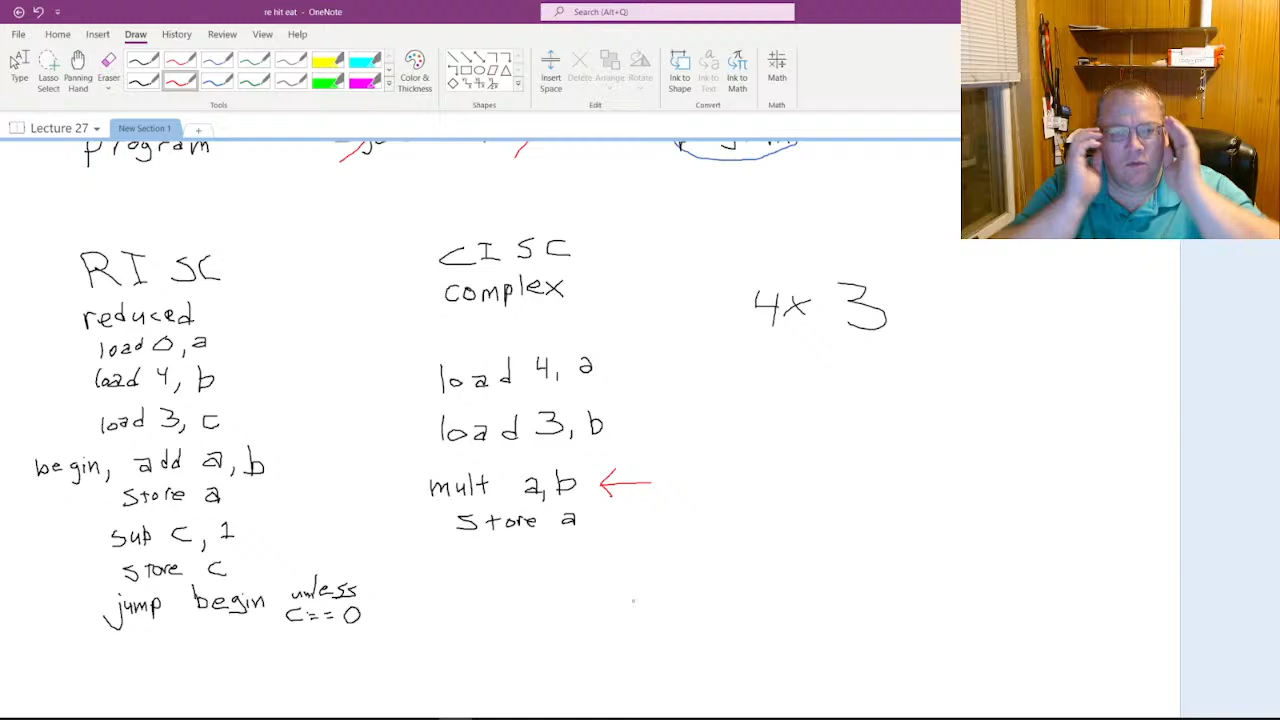 re hit eat - OneNote
Search (Alt+Q)
File Home Insert Draw History Review View Help
Type
Lasso Select
Panning Hand
Eraser
Color & Thickness
Insert Space
Delete
Arrange
Rotate
Ink to Shape
Ink to Text
Ink to Math
Math
Tools
Shapes
Edit
Convert
Math
Lecture 27
New Section 1
+
program
RISC
reduced
load 0, a
load 4, b
load 3, c
begin, add a, b
store a
sub c, 1
store c
jump begin unless
c == 0
CISC
complex
load 4, a
load 3, b
mult a, b
store a
4x 3